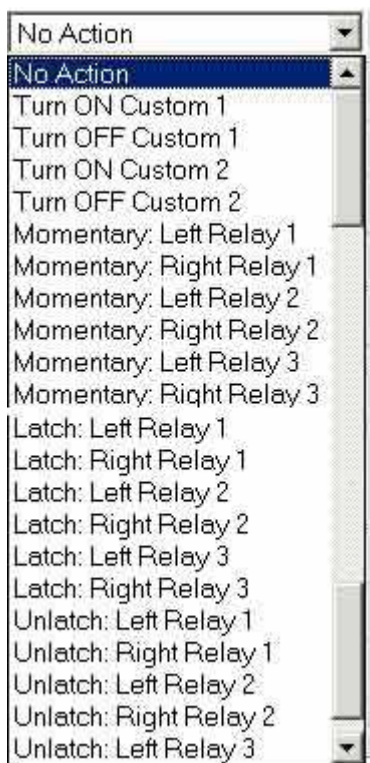 No Action
No Action
Turn ON Custom 1
Turn OFF Custom 1
Turn ON Custom 2
Turn OFF Custom 2
Momentary: Left Relay 1
Momentary: Right Relay 1
Momentary: Left Relay 2
Momentary: Right Relay 2
Momentary: Left Relay 3
Momentary: Right Relay 3
Latch: Left Relay 1
Latch: Right Relay 1
Latch: Left Relay 2
Latch: Right Relay 2
Latch: Left Relay 3
Latch: Right Relay 3
Unlatch: Left Relay 1
Unlatch: Right Relay 1
Unlatch: Left Relay 2
Unlatch: Right Relay 2
Unlatch: Left Relay 3